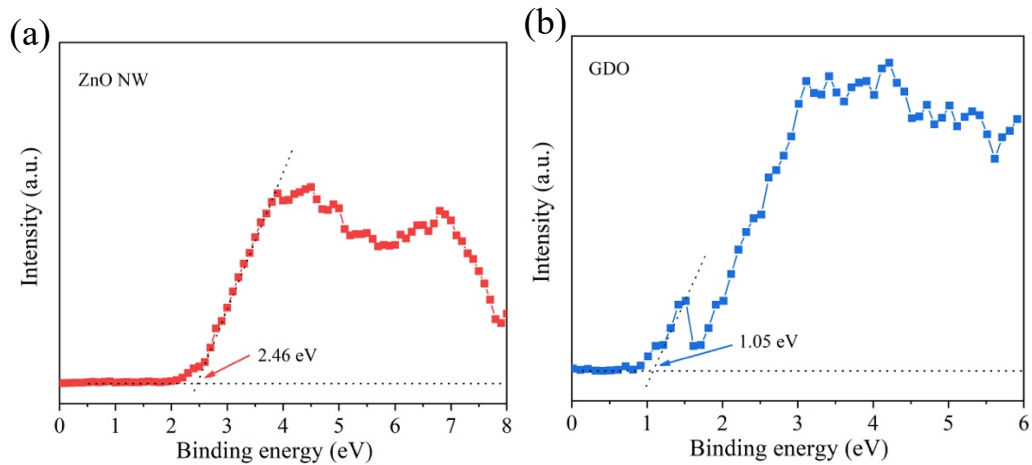 (a)
ZnO NW
Intensity (a.u.)
2.46 eV
0 1 2 3 4 5 6 7 8
Binding energy (eV)
(b)
GDO
Intensity (a.u.)
1.05 eV
0 1 2 3 4 5 6
Binding energy (eV)